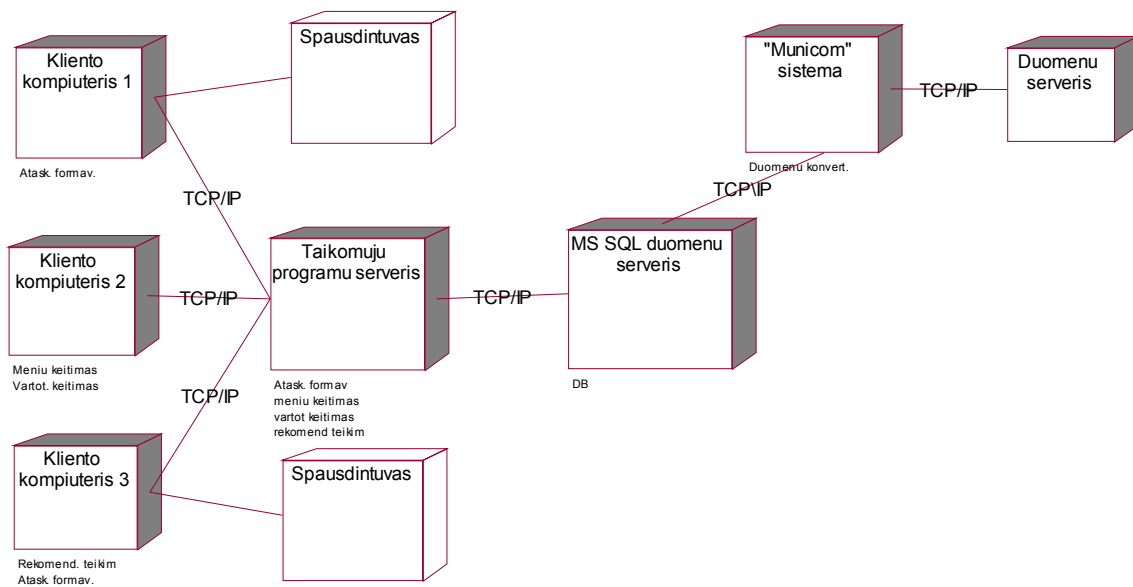 Kliento
kompiuteris 1
Atask. formav.
Spausdintuvas
"Municom"
sistema
Duomenu konvert.
TCP/IP
Duomenu
serveris
TCP/IP
TCP\IP
Kliento
kompiuteris 2
Meniu keitimas
Vartot. keitimas
TCP/IP
Taikomuju
programu serveris
Atask. formav
meniu keitimas
vartot keitimas
rekomend teikim
TCP/IP
MS SQL duomenu
serveris
DB
TCP/IP
Kliento
kompiuteris 3
Rekomend. teikim
Atask. formav.
Spausdintuvas